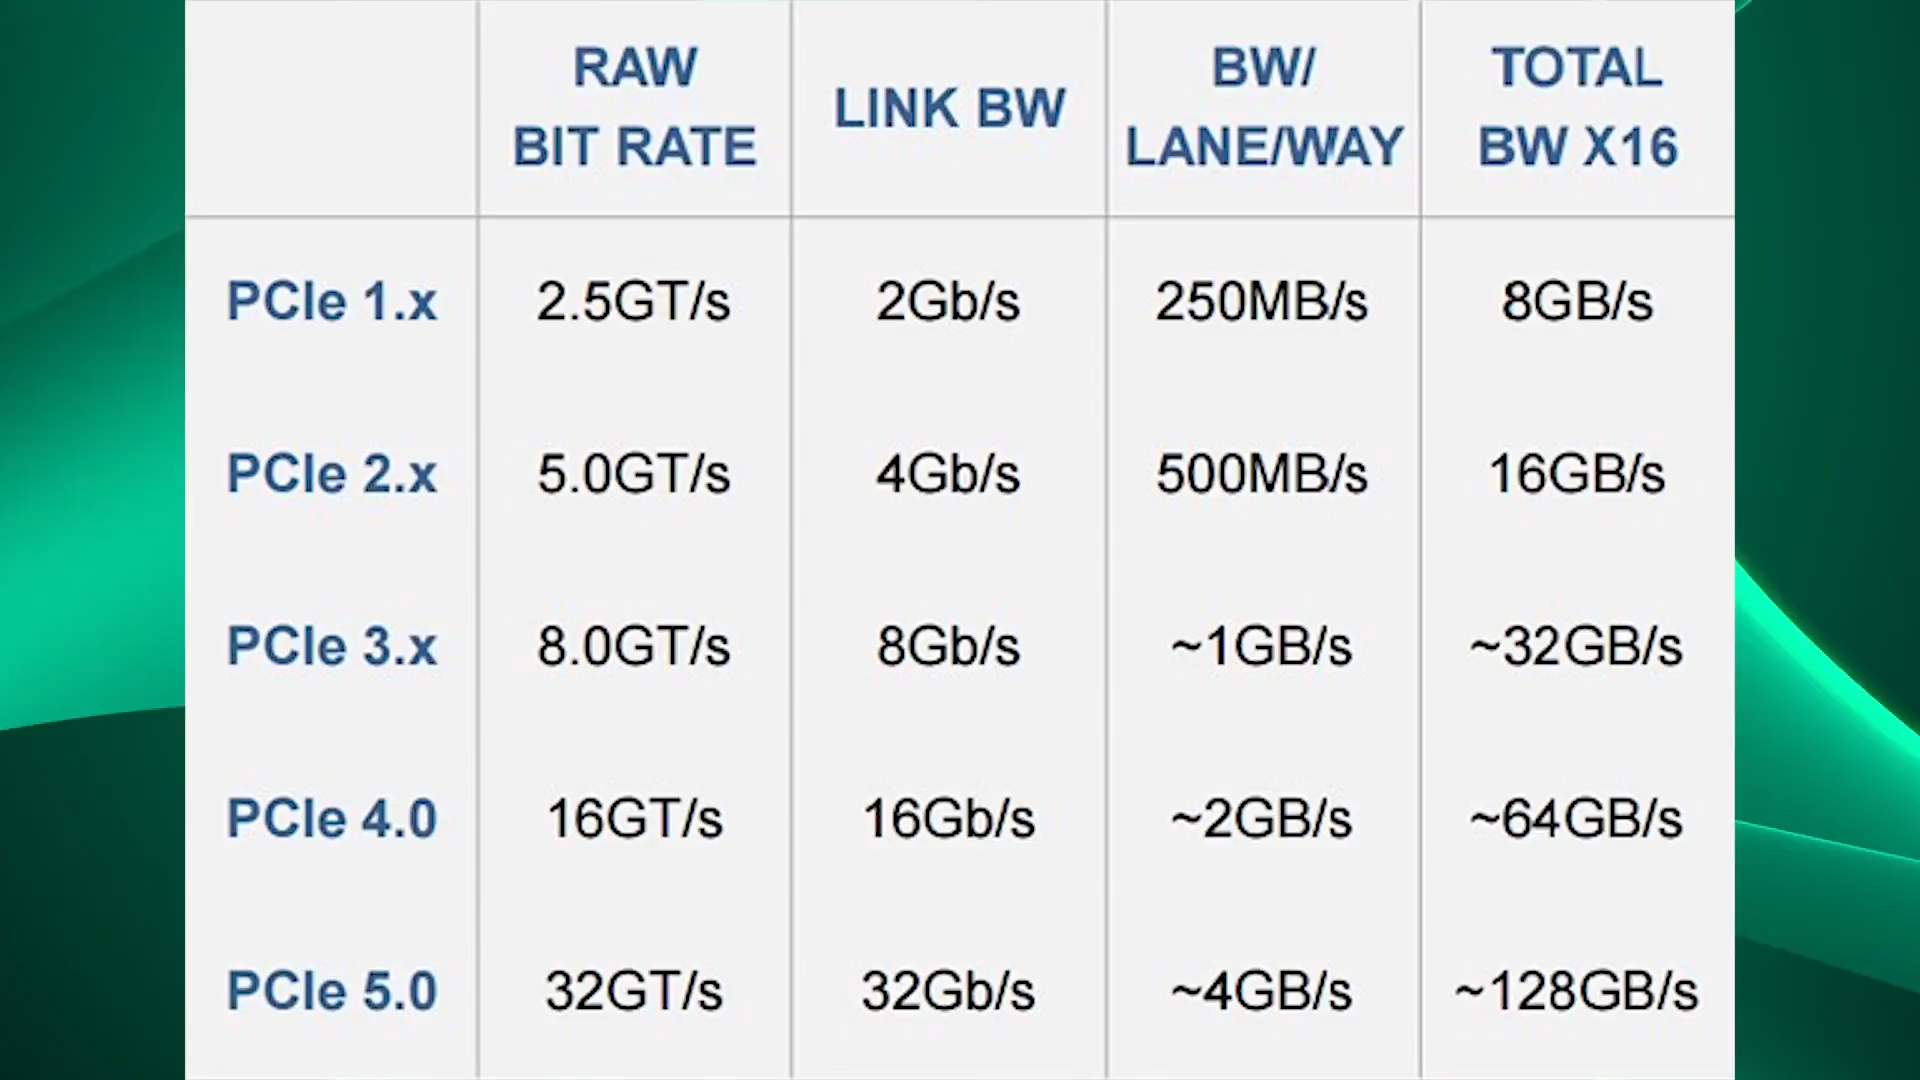 RAW BIT RATE LINK BW BW/ LANE/WAY TOTAL BW X16
PCIe 1.x 2.5GT/s 2Gb/s 250MB/s 8GB/s
PCIe 2.x 5.0GT/s 4Gb/s 500MB/s 16GB/s
PCIe 3.x 8.0GT/s 8Gb/s ~1GB/s ~32GB/s
PCIe 4.0 16GT/s 16Gb/s ~2GB/s ~64GB/s
PCIe 5.0 32GT/s 32Gb/s ~4GB/s ~128GB/s